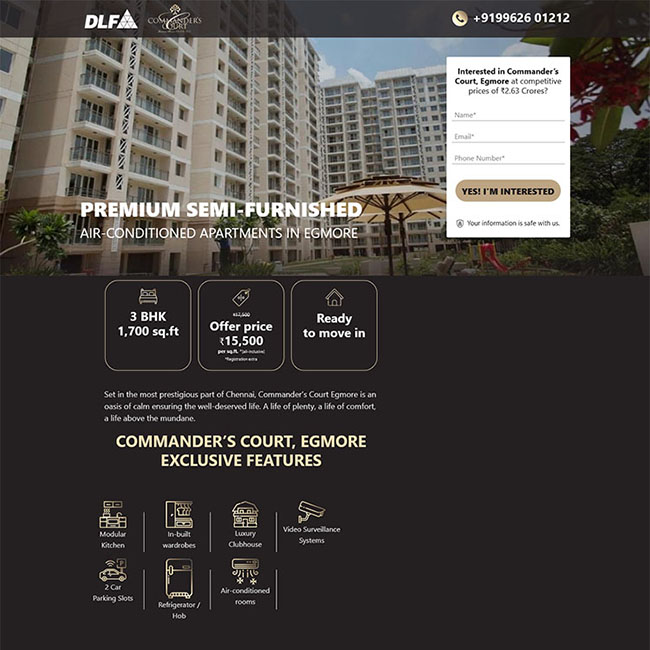 DLF
COMMANDER'S
COURT
+9199626 01212
Interested in Commander's
Court, Egmore at competitive
prices of ₹2.63 Crores?
Name*
Email*
Phone Number*
YES! I'M INTERESTED
Your information is safe with us.
PREMIUM SEMI-FURNISHED
AIR-CONDITIONED APARTMENTS IN EGMORE
3 BHK
1,700 sq.ft
₹17,500
Offer price
₹15,500
per sq.ft. *(all-inclusive)
*Registration extra
Ready
to move in
Set in the most prestigious part of Chennai, Commander's Court Egmore is an
oasis of calm ensuring the well-deserved life. A life of plenty, a life of comfort,
a life above the mundane.
COMMANDER'S COURT, EGMORE
EXCLUSIVE FEATURES
Modular
Kitchen
In-built
wardrobes
Luxury
Clubhouse
Video Surveillance
Systems
2 Car
Parking Slots
Refrigerator /
Hob
Air-conditioned
rooms